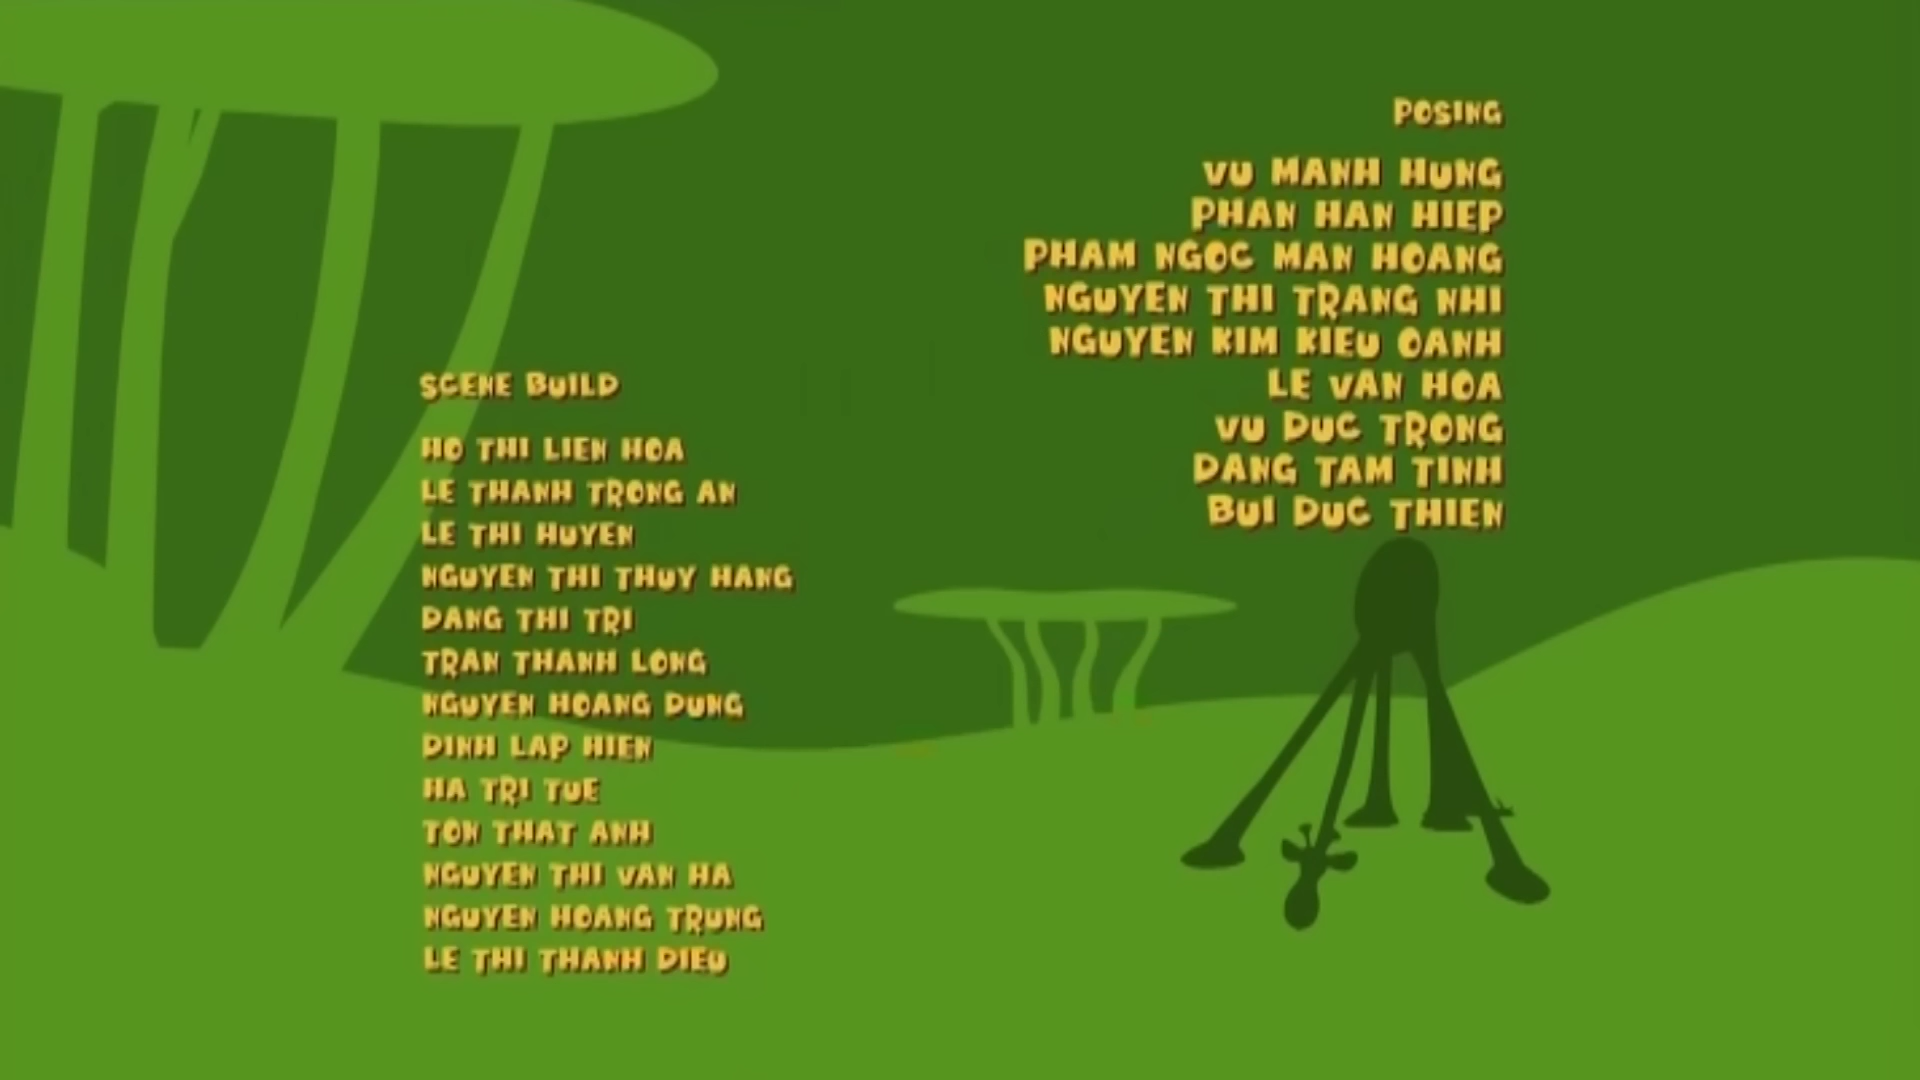 POSING
VU MANH HUNG
PHAN HAN HIEP
PHAM NGOC MAN HOANG
NGUYEN THI TRANG NHI
NGUYEN KIM KIEU OANH
LE VAN HOA
VU DUC TRONG
DANG TAM TINH
BUI DUC THIEN
SCENE BUILD
HO THI LIEN HOA
LE THANH TRONG AN
LE THI HUYEN
NGUYEN THI THUY HANG
DANG THI TRI
TRAN THANH LONG
NGUYEN HOANG DUNG
DINH LAP HIEN
HA TRI TUE
TON THAT ANH
NGUYEN THI VAN HA
NGUYEN HOANG TRUNG
LE THI THANH DIEU